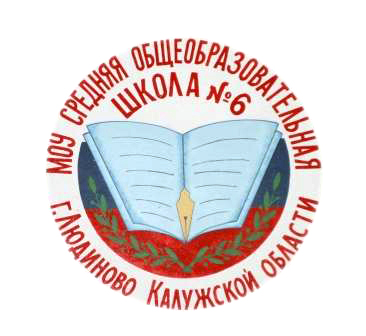 МОУ СРЕДНЯЯ ОБЩЕОБРАЗОВАТЕЛЬНАЯ
ШКОЛА №6
г. Людиново Калужской области